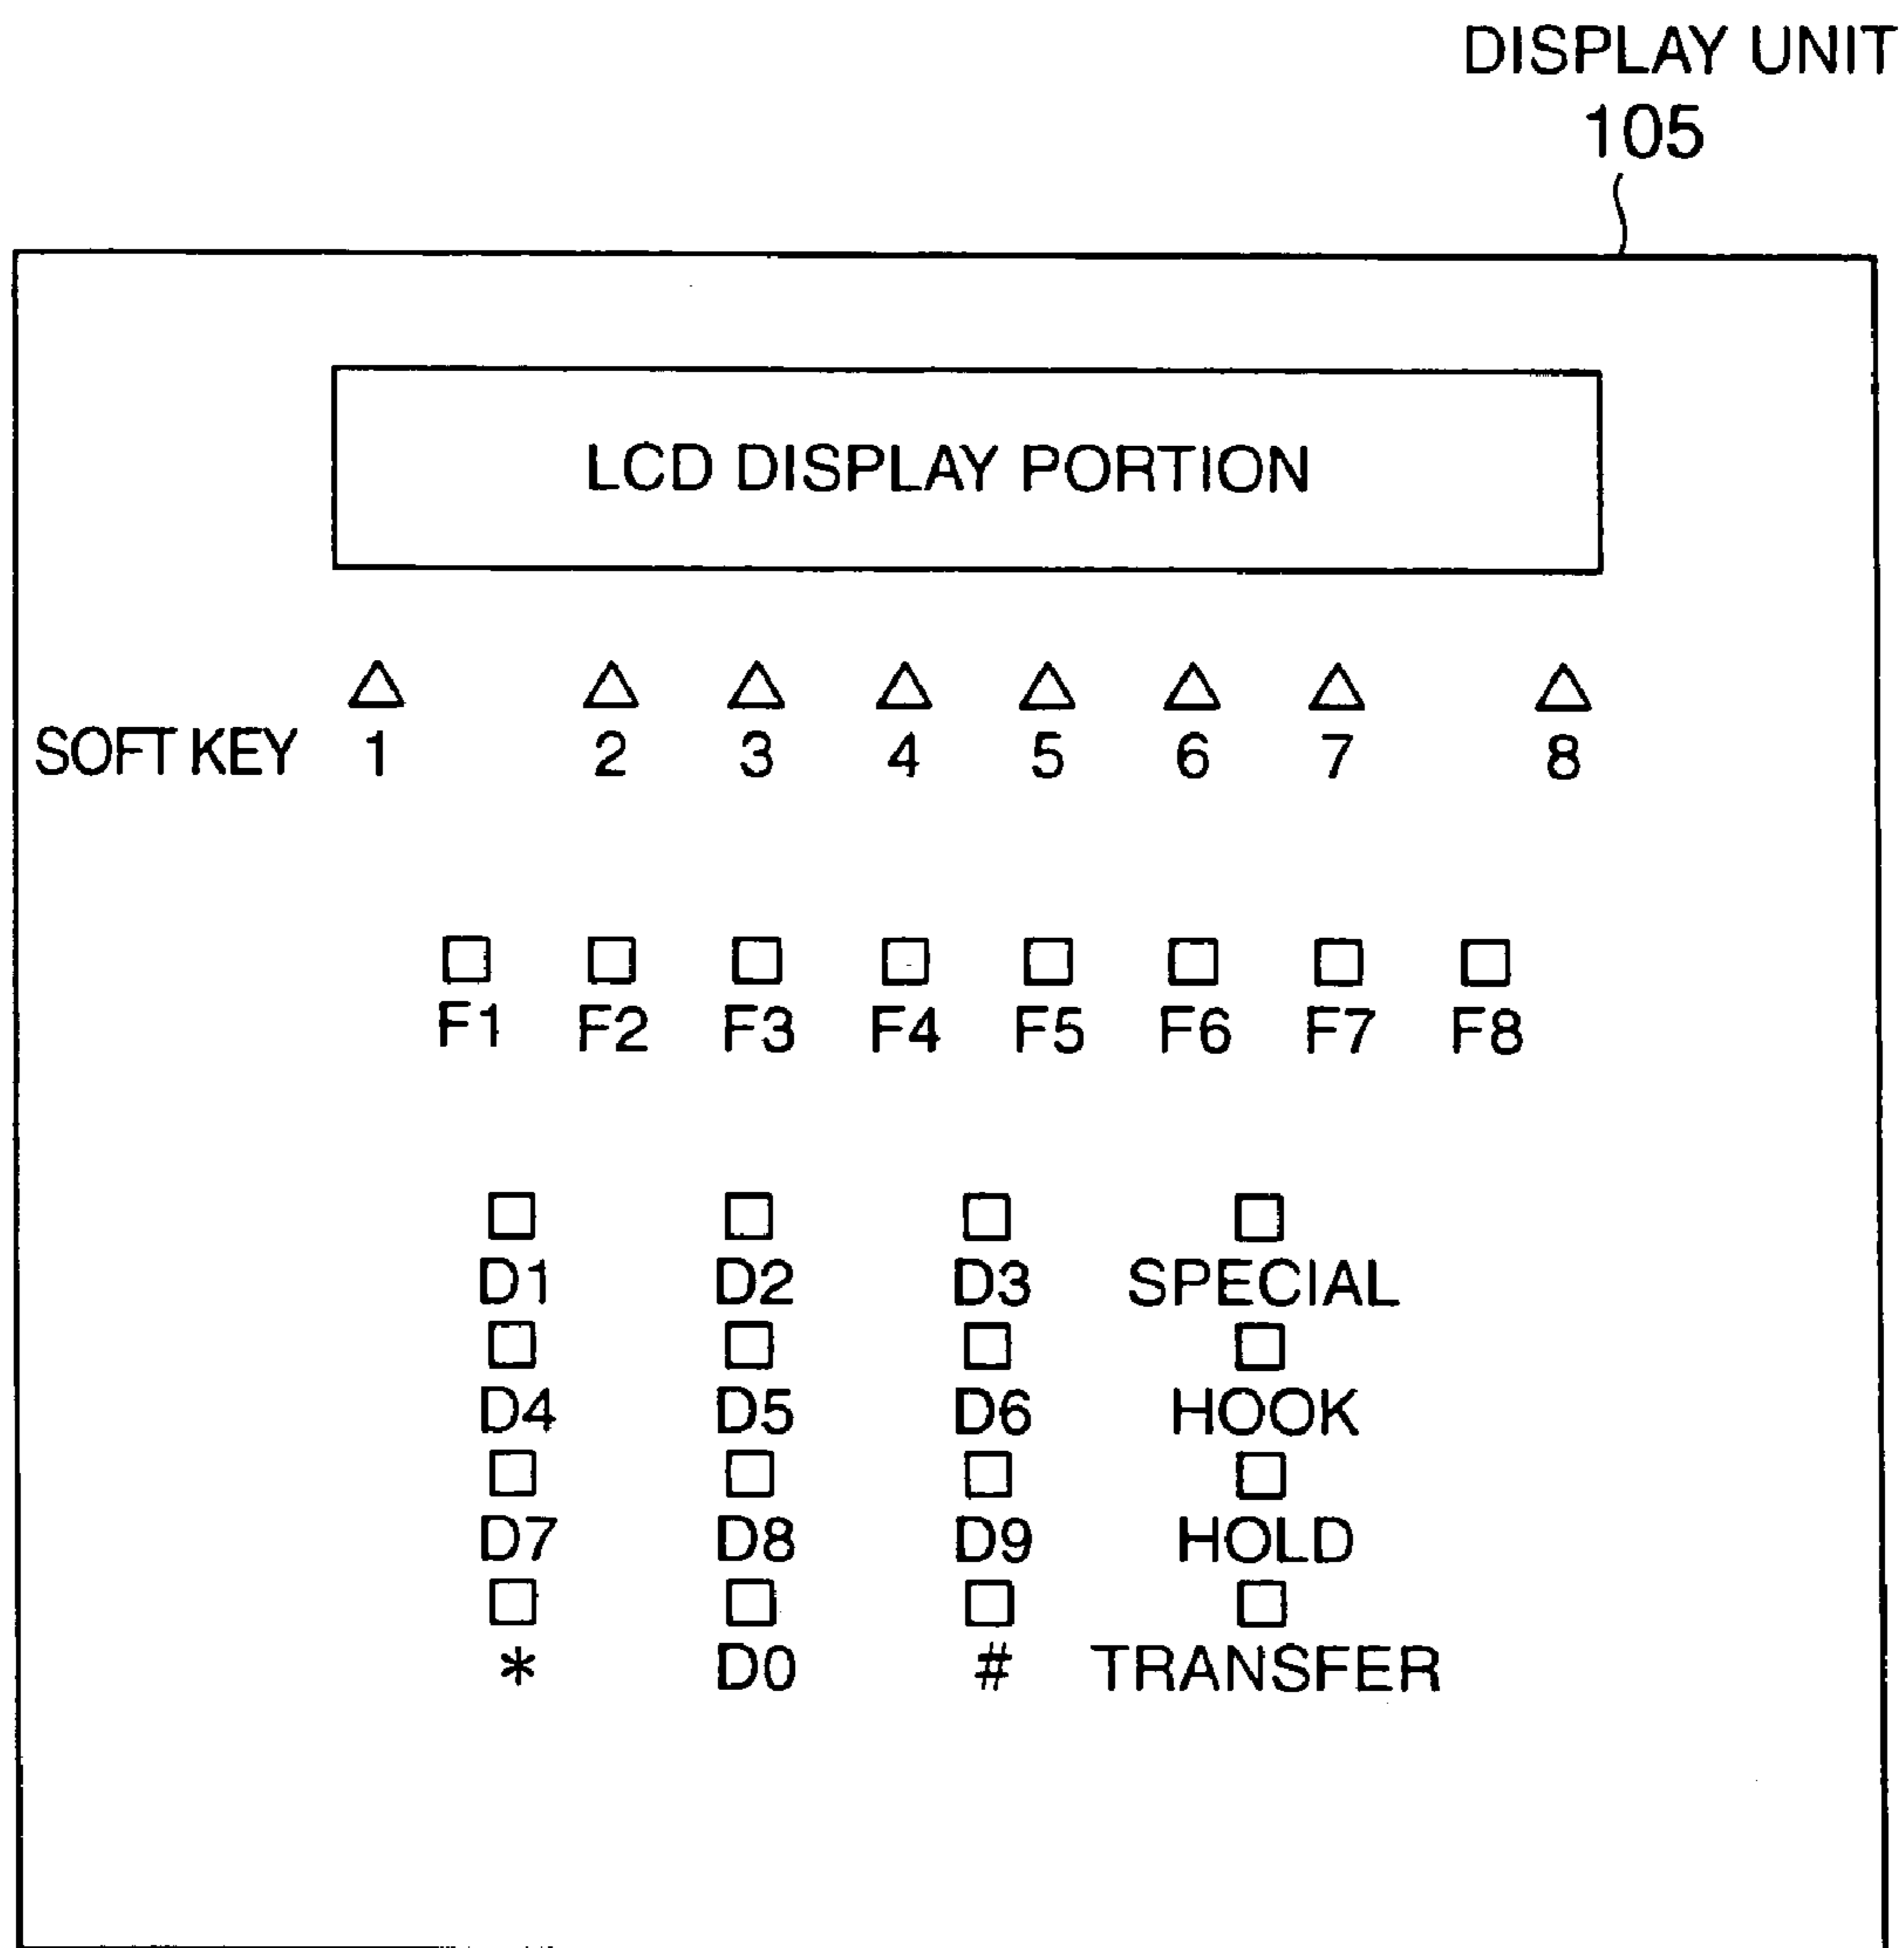 DISPLAY UNIT
105
LCD DISPLAY PORTION
SOFT KEY 1 2 3 4 5 6 7 8
F1 F2 F3 F4 F5 F6 F7 F8
D1 D2 D3 SPECIAL
D4 D5 D6 HOOK
D7 D8 D9 HOLD
* D0 # TRANSFER